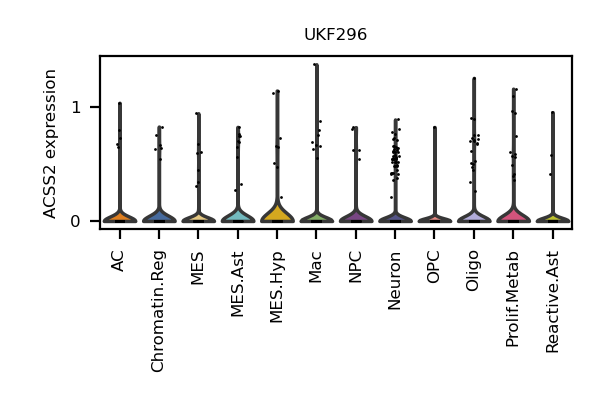 UKF296
ACSS2 expression
1
0
AC
Chromatin.Reg
MES
MES.Ast
MES.Hyp
Mac
NPC
Neuron
OPC
Oligo
Prolif.Metab
Reactive.Ast